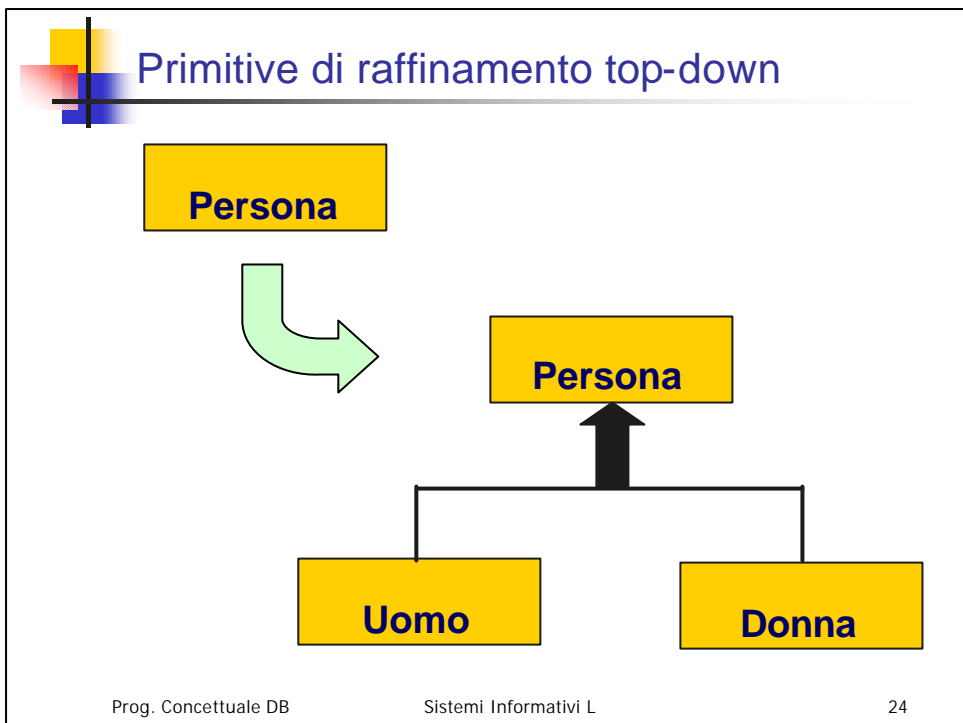 Primitive di raffinamento top-down
Persona
Persona
Uomo
Donna
Prog. Concettuale DB Sistemi Informativi L 24